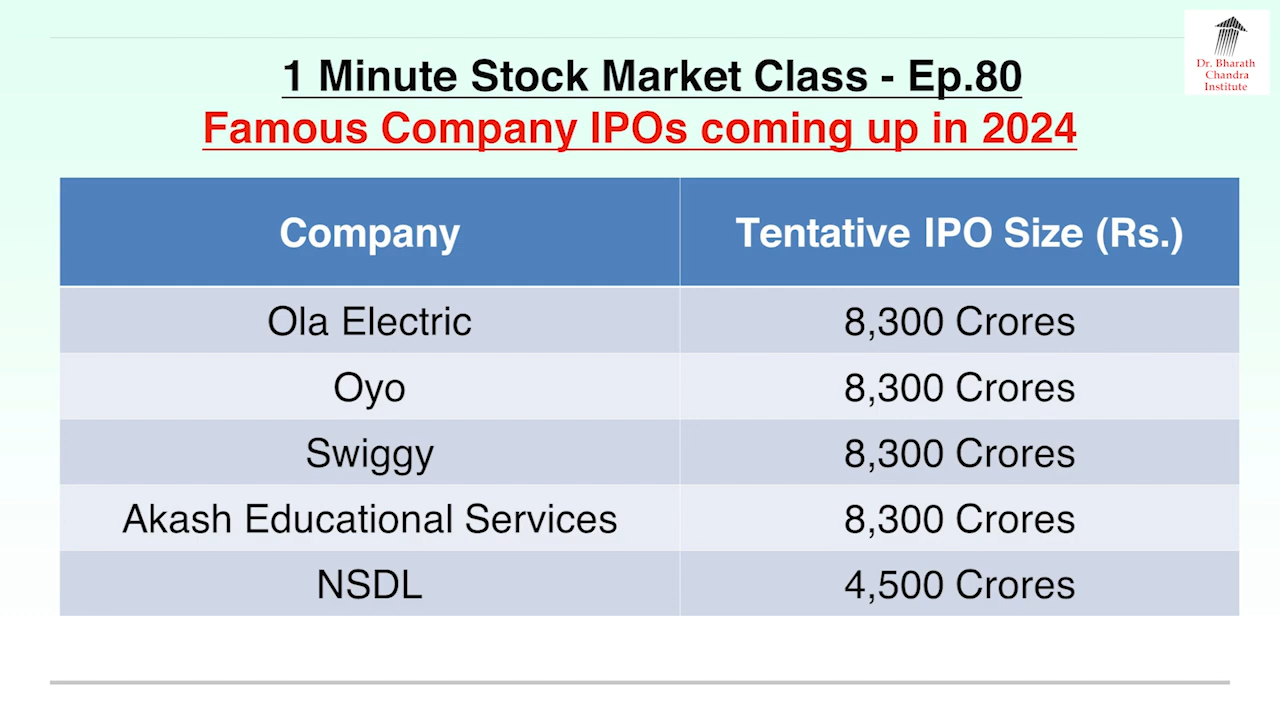 1 Minute Stock Market Class - Ep.80
Famous Company IPOs coming up in 2024
Dr. Bharath
Chandra
Institute
Company Tentative IPO Size (Rs.)
Ola Electric 8,300 Crores
Oyo 8,300 Crores
Swiggy 8,300 Crores
Akash Educational Services 8,300 Crores
NSDL 4,500 Crores